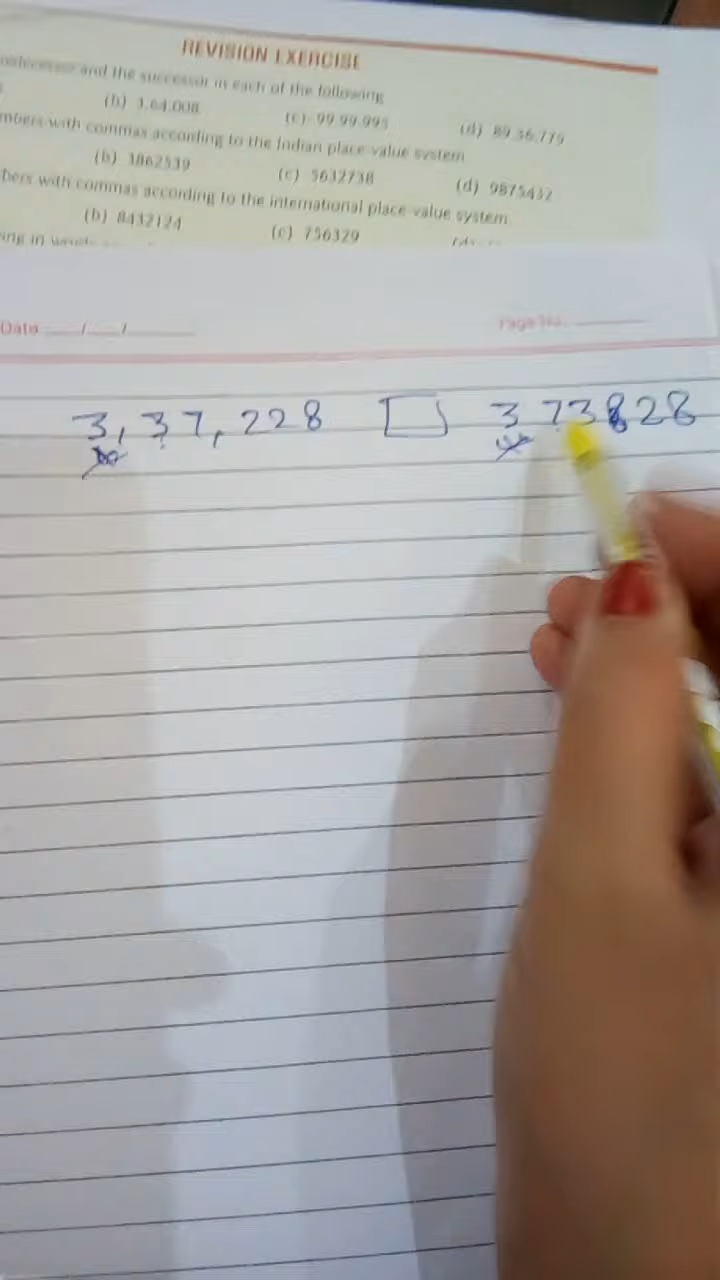 REVISION EXERCISE
and the successor in each of the following
(b) 3,64,008 (c) 99,99,995 (d) 89,36,779
with commas according to the Indian place-value system
(b) 3862539 (c) 5632738 (d) 9875432
with commas according to the international place-value system
(b) 8432124 (c) 756329
Date / /
Page No.
3,37,228 3 73828